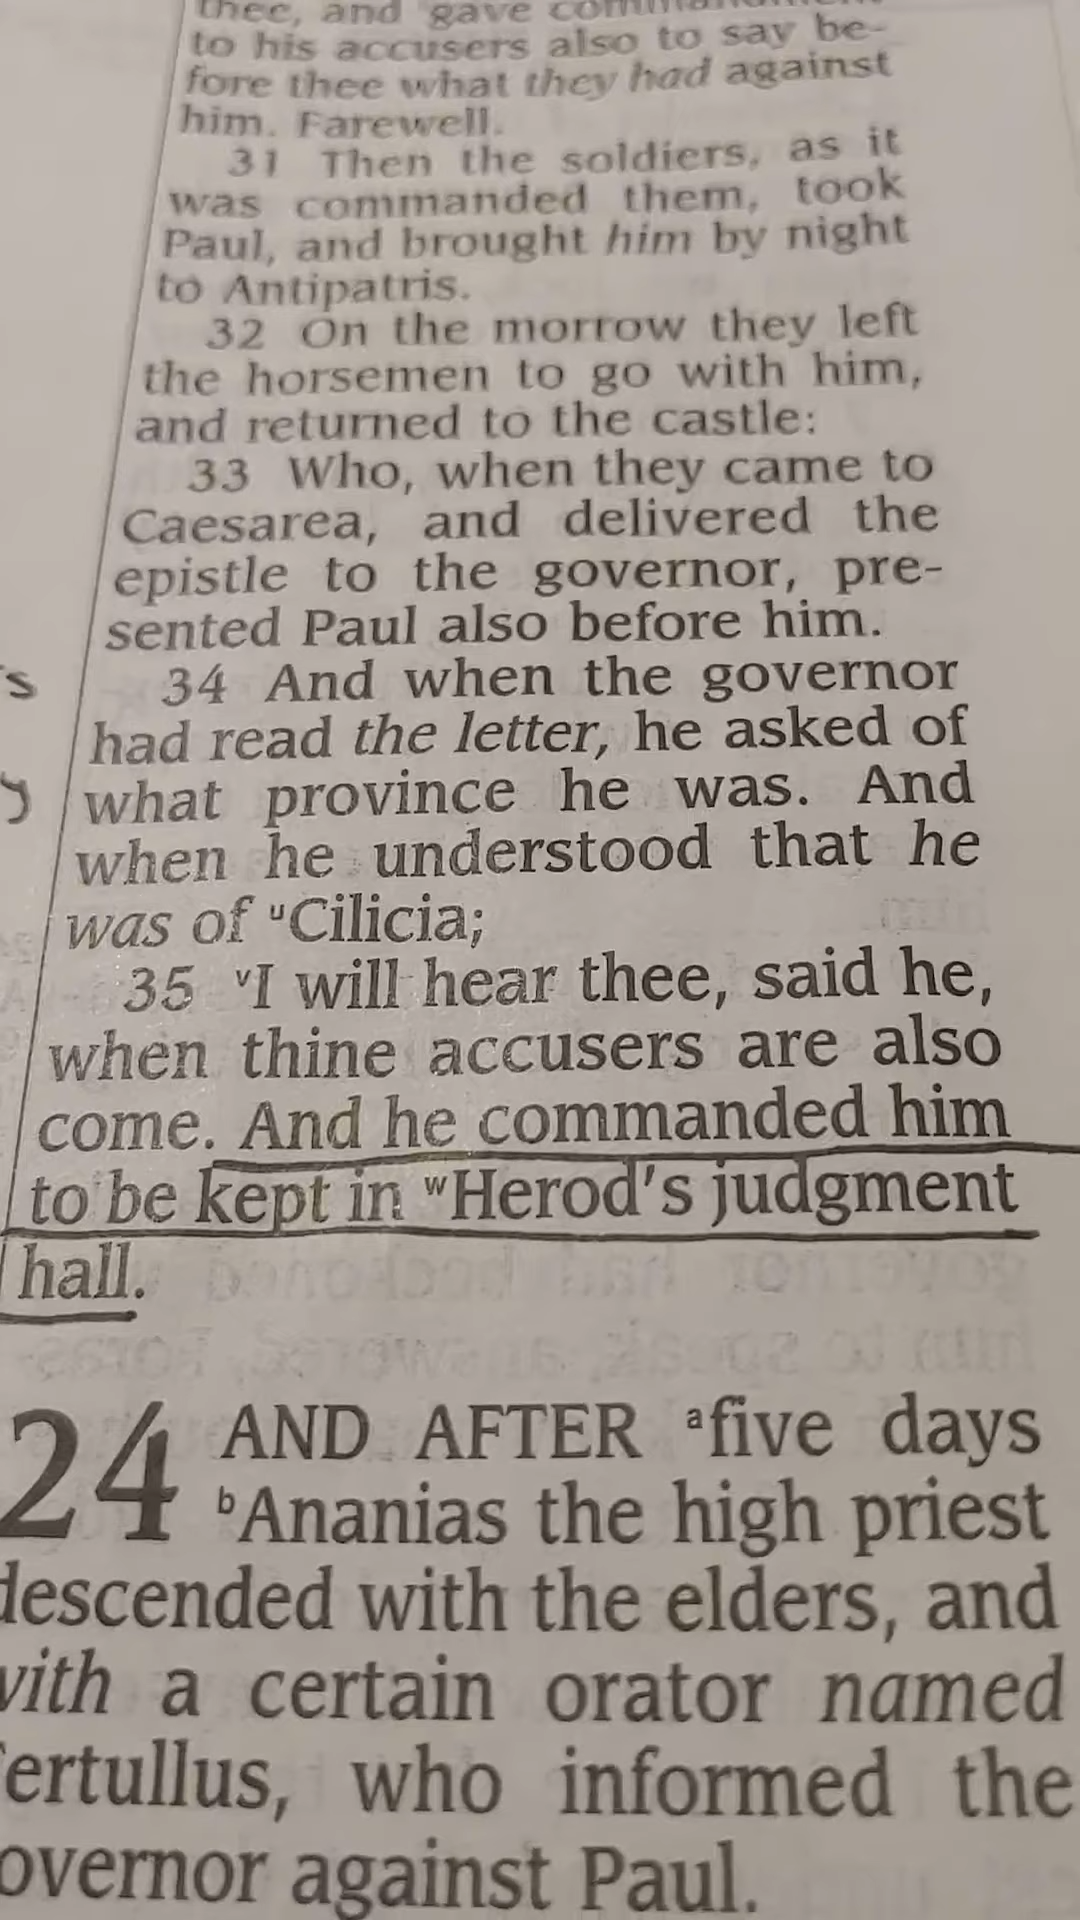 thee, and gave commandment
to his accusers also to say be-
fore thee what they had against
him. Farewell.
31 Then the soldiers, as it
was commanded them, took
Paul, and brought him by night
to Antipatris.
32 On the morrow they left
the horsemen to go with him,
and returned to the castle:
33 Who, when they came to
Caesarea, and delivered the
epistle to the governor, pre-
sented Paul also before him.
34 And when the governor
had read the letter, he asked of
what province he was. And
when he understood that he
was of uCilicia;
35 vI will hear thee, said he,
when thine accusers are also
come. And he commanded him
to be kept in wHerod's judgment
hall.
24 AND AFTER afive days
bAnanias the high priest
descended with the elders, and
with a certain orator named
ertullus, who informed the
overnor against Paul.